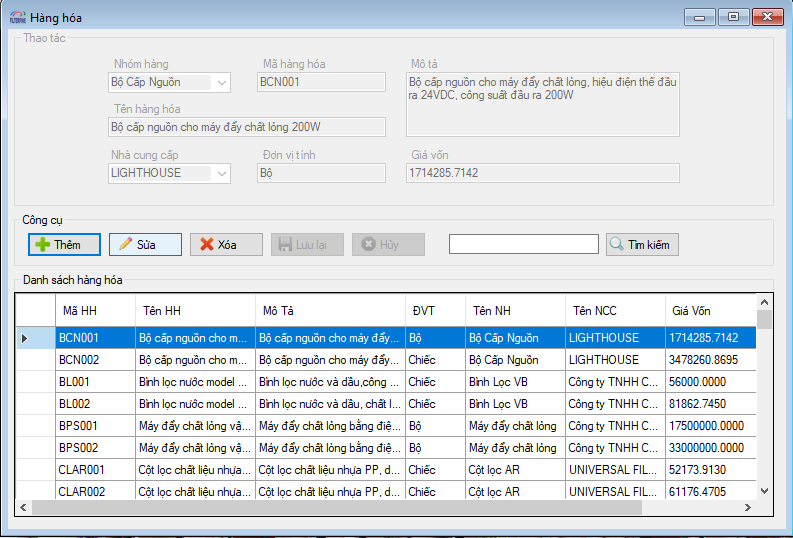 Hàng hóa
Thao tác
Nhóm hàng Mã hàng hóa Mô tả
Bộ Cấp Nguồn BCN001 Bộ cấp nguồn cho máy đẩy chất lỏng, hiệu điện thế đầu
ra 24VDC, công suất đầu ra 200W
Tên hàng hóa
Bộ cấp nguồn cho máy đẩy chất lỏng 200W
Nhà cung cấp Đơn vị tính Giá vốn
LIGHTHOUSE Bộ 1714285.7142
Công cụ
Thêm Sửa Xóa Lưu lại Hủy Tìm kiếm
Danh sách hàng hóa
Mã HH Tên HH Mô Tả ĐVT Tên NH Tên NCC Giá Vốn
BCN001 Bộ cấp nguồn cho m... Bộ cấp nguồn cho máy đẩy... Bộ Bộ Cấp Nguồn LIGHTHOUSE 1714285.7142
BCN002 Bộ cấp nguồn cho m... Bộ cấp nguồn cho máy đẩy... Chiếc Bộ Cấp Nguồn LIGHTHOUSE 3478260.8695
BL001 Bình lọc nước model ... Bình lọc nước và dầu,công ... Chiếc Bình Lọc VB Công ty TNHH C... 56000.0000
BL002 Bình lọc nước model ... Bình lọc nước và dầu, chất l... Chiếc Bình Lọc VB Công ty TNHH C... 81862.7450
BPS001 Máy đẩy chất lỏng vậ... Máy đẩy chất lỏng bằng điệ... Bộ Máy đẩy chất lỏng Công ty TNHH C... 17500000.0000
BPS002 Máy đẩy chất lỏng vậ... Máy đẩy chất lỏng bằng điệ... Bộ Máy đẩy chất lỏng Công ty TNHH C... 33000000.0000
CLAR001 Cột lọc chất liệu nhựa... Cột lọc chất liệu nhựa PP, d... Chiếc Cột lọc AR UNIVERSAL FIL... 52173.9130
CLAR002 Cột lọc chất liệu nhựa... Cột lọc chất liệu nhựa PP, d... Chiếc Cột lọc AR UNIVERSAL FIL... 61176.4705